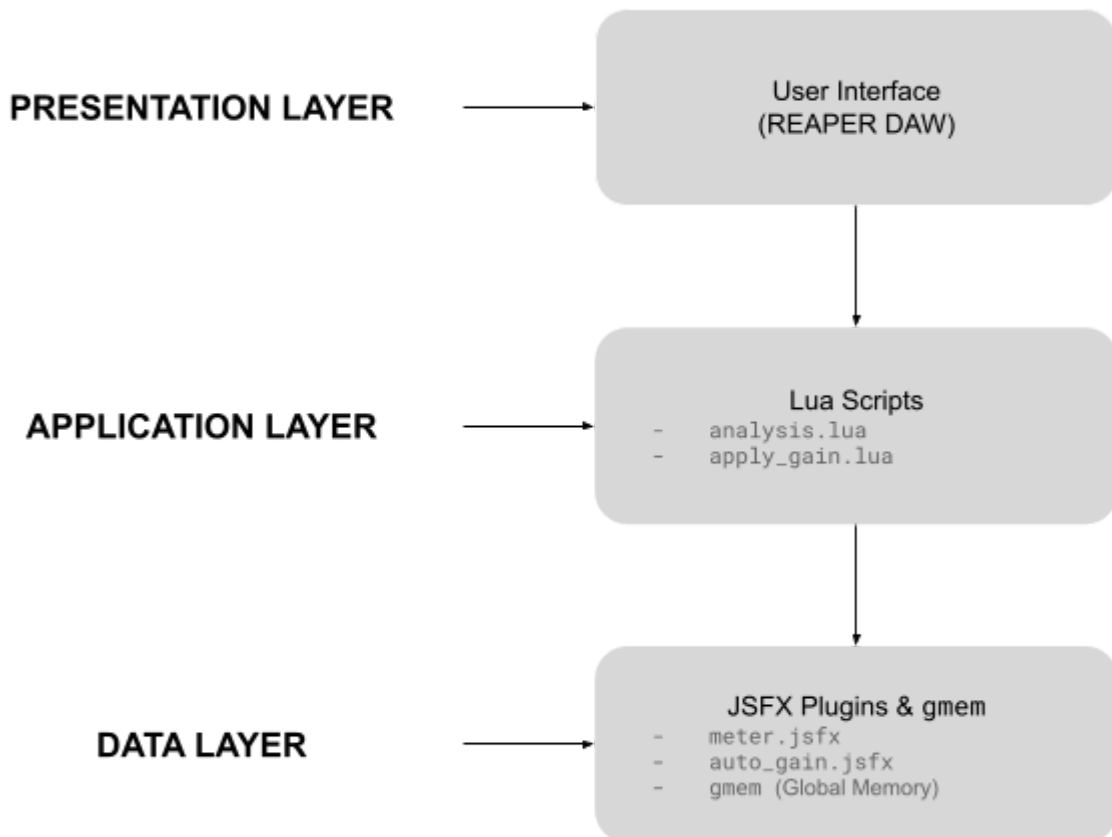 PRESENTATION LAYER
User Interface
(REAPER DAW)
APPLICATION LAYER
Lua Scripts
- analysis.lua
- apply_gain.lua
DATA LAYER
JSFX Plugins & gmem
- meter.jsfx
- auto_gain.jsfx
- gmem (Global Memory)